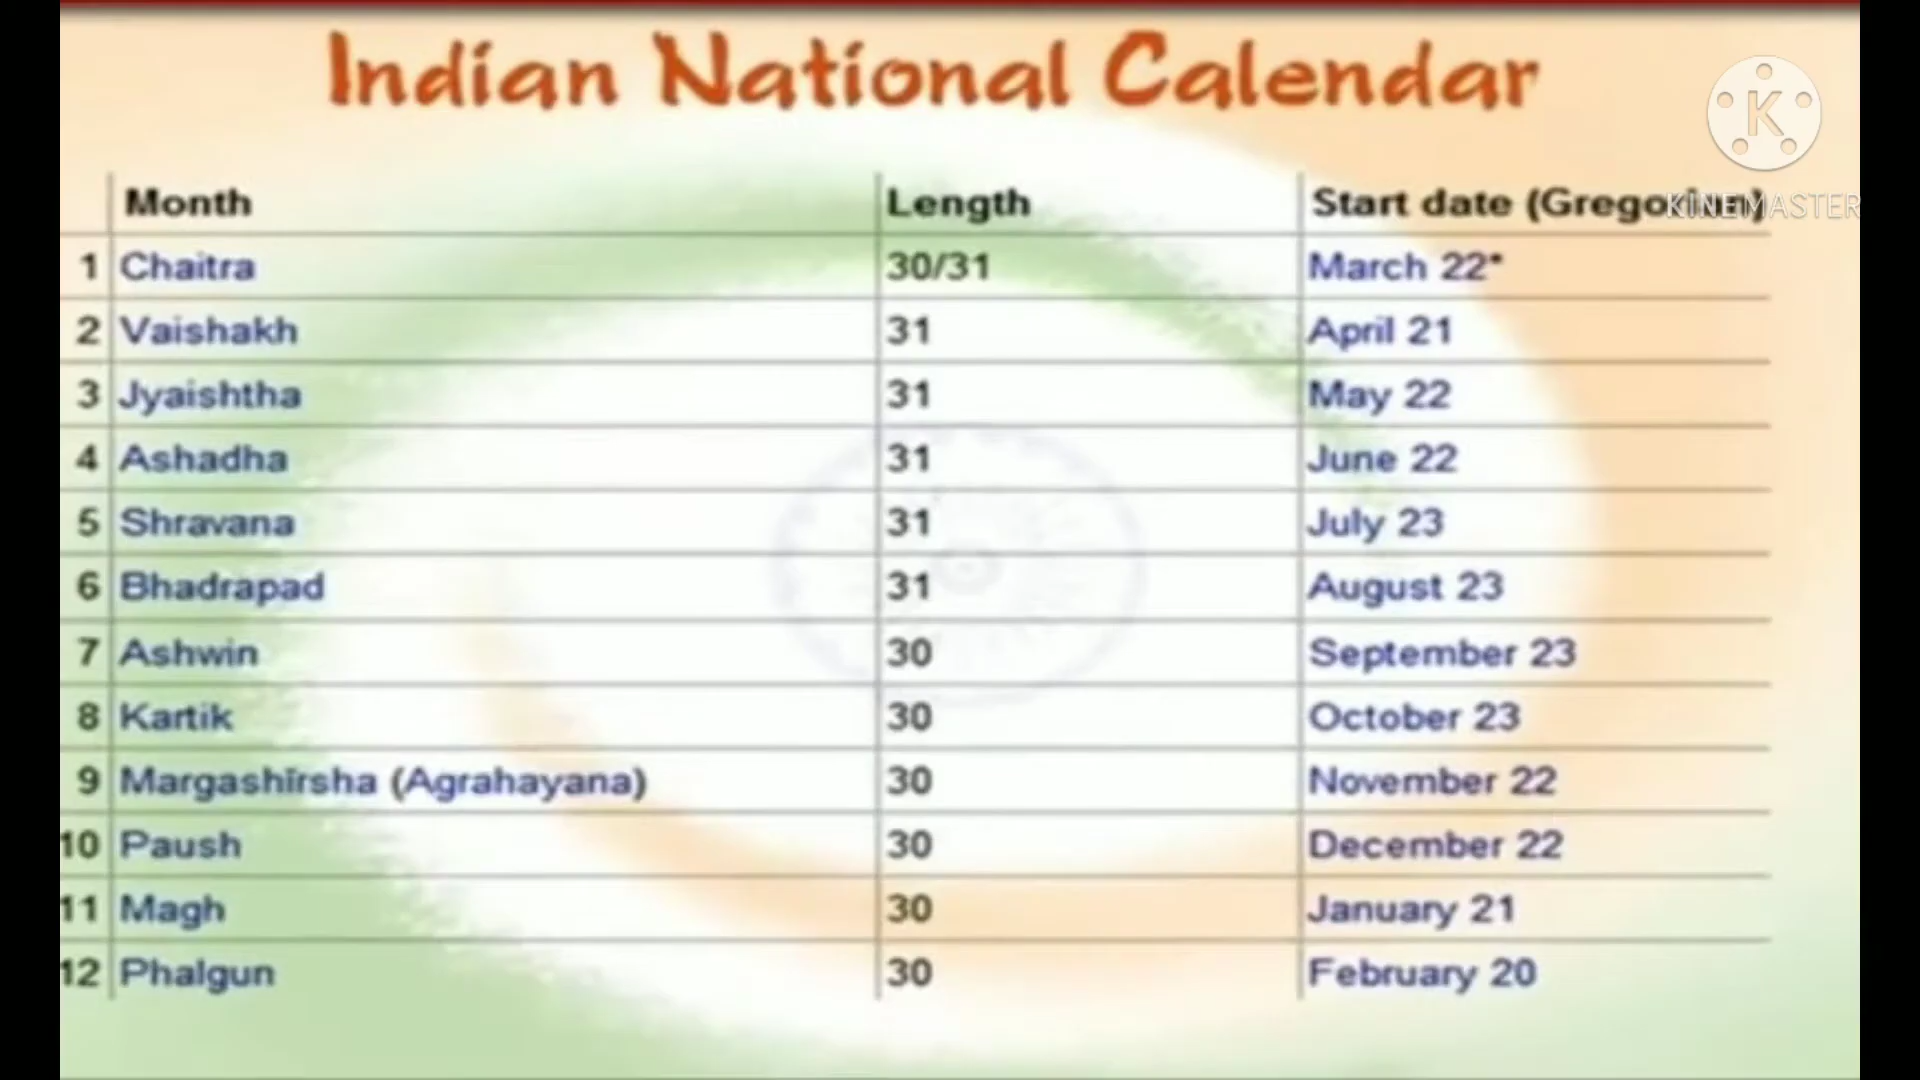 Indian National Calendar
K
KINEMASTER
Month Length Start date (Gregorian)
1 Chaitra 30/31 March 22*
2 Vaishakh 31 April 21
3 Jyaishtha 31 May 22
4 Ashadha 31 June 22
5 Shravana 31 July 23
6 Bhadrapad 31 August 23
7 Ashwin 30 September 23
8 Kartik 30 October 23
9 Margashīrsha (Agrahayana) 30 November 22
10 Paush 30 December 22
11 Magh 30 January 21
12 Phalgun 30 February 20